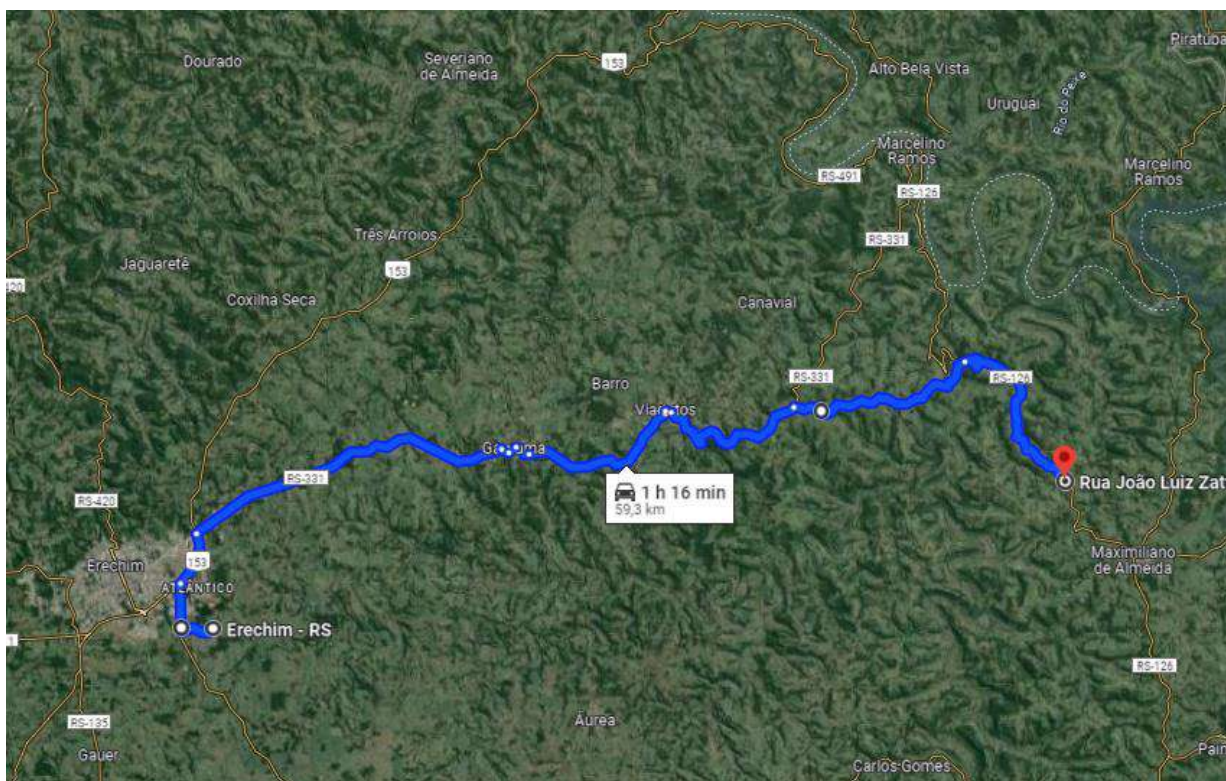 Dourado
Severiano
de Almeida
153
Alto Bela Vista
Piratuba
Uruguai
Rio do Peixe
Marcelino
Ramos
Marcelino
Ramos
RS-491
RS-126
Três Arroios
RS-331
153
Jaguaretê
Coxilha Seca
Canavial
RS-331
RS-126
Barro
RS-331
1 h 16 min
59,3 km
Rua João Luiz Zat
RS-420
Erechim
153
ATLÂNTICO
Maximiliano
de Almeida
Erechim - RS
RS-126
RS-135
Áurea
Gauer
Carlos Gomes
Pain